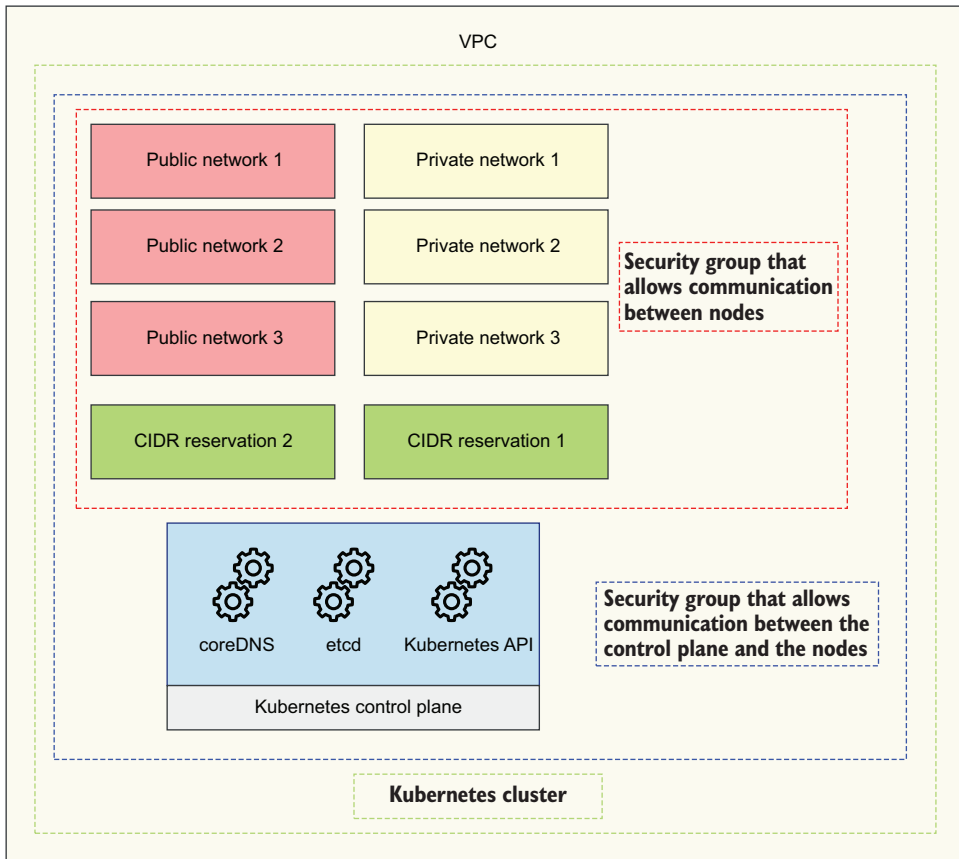 VPC
Public network 1
Private network 1
Public network 2
Private network 2
Security group that
allows communication
between nodes
Public network 3
Private network 3
CIDR reservation 2
CIDR reservation 1
coreDNS
etcd
Kubernetes API
Kubernetes control plane
Security group that allows
communication between the
control plane and the nodes
Kubernetes cluster